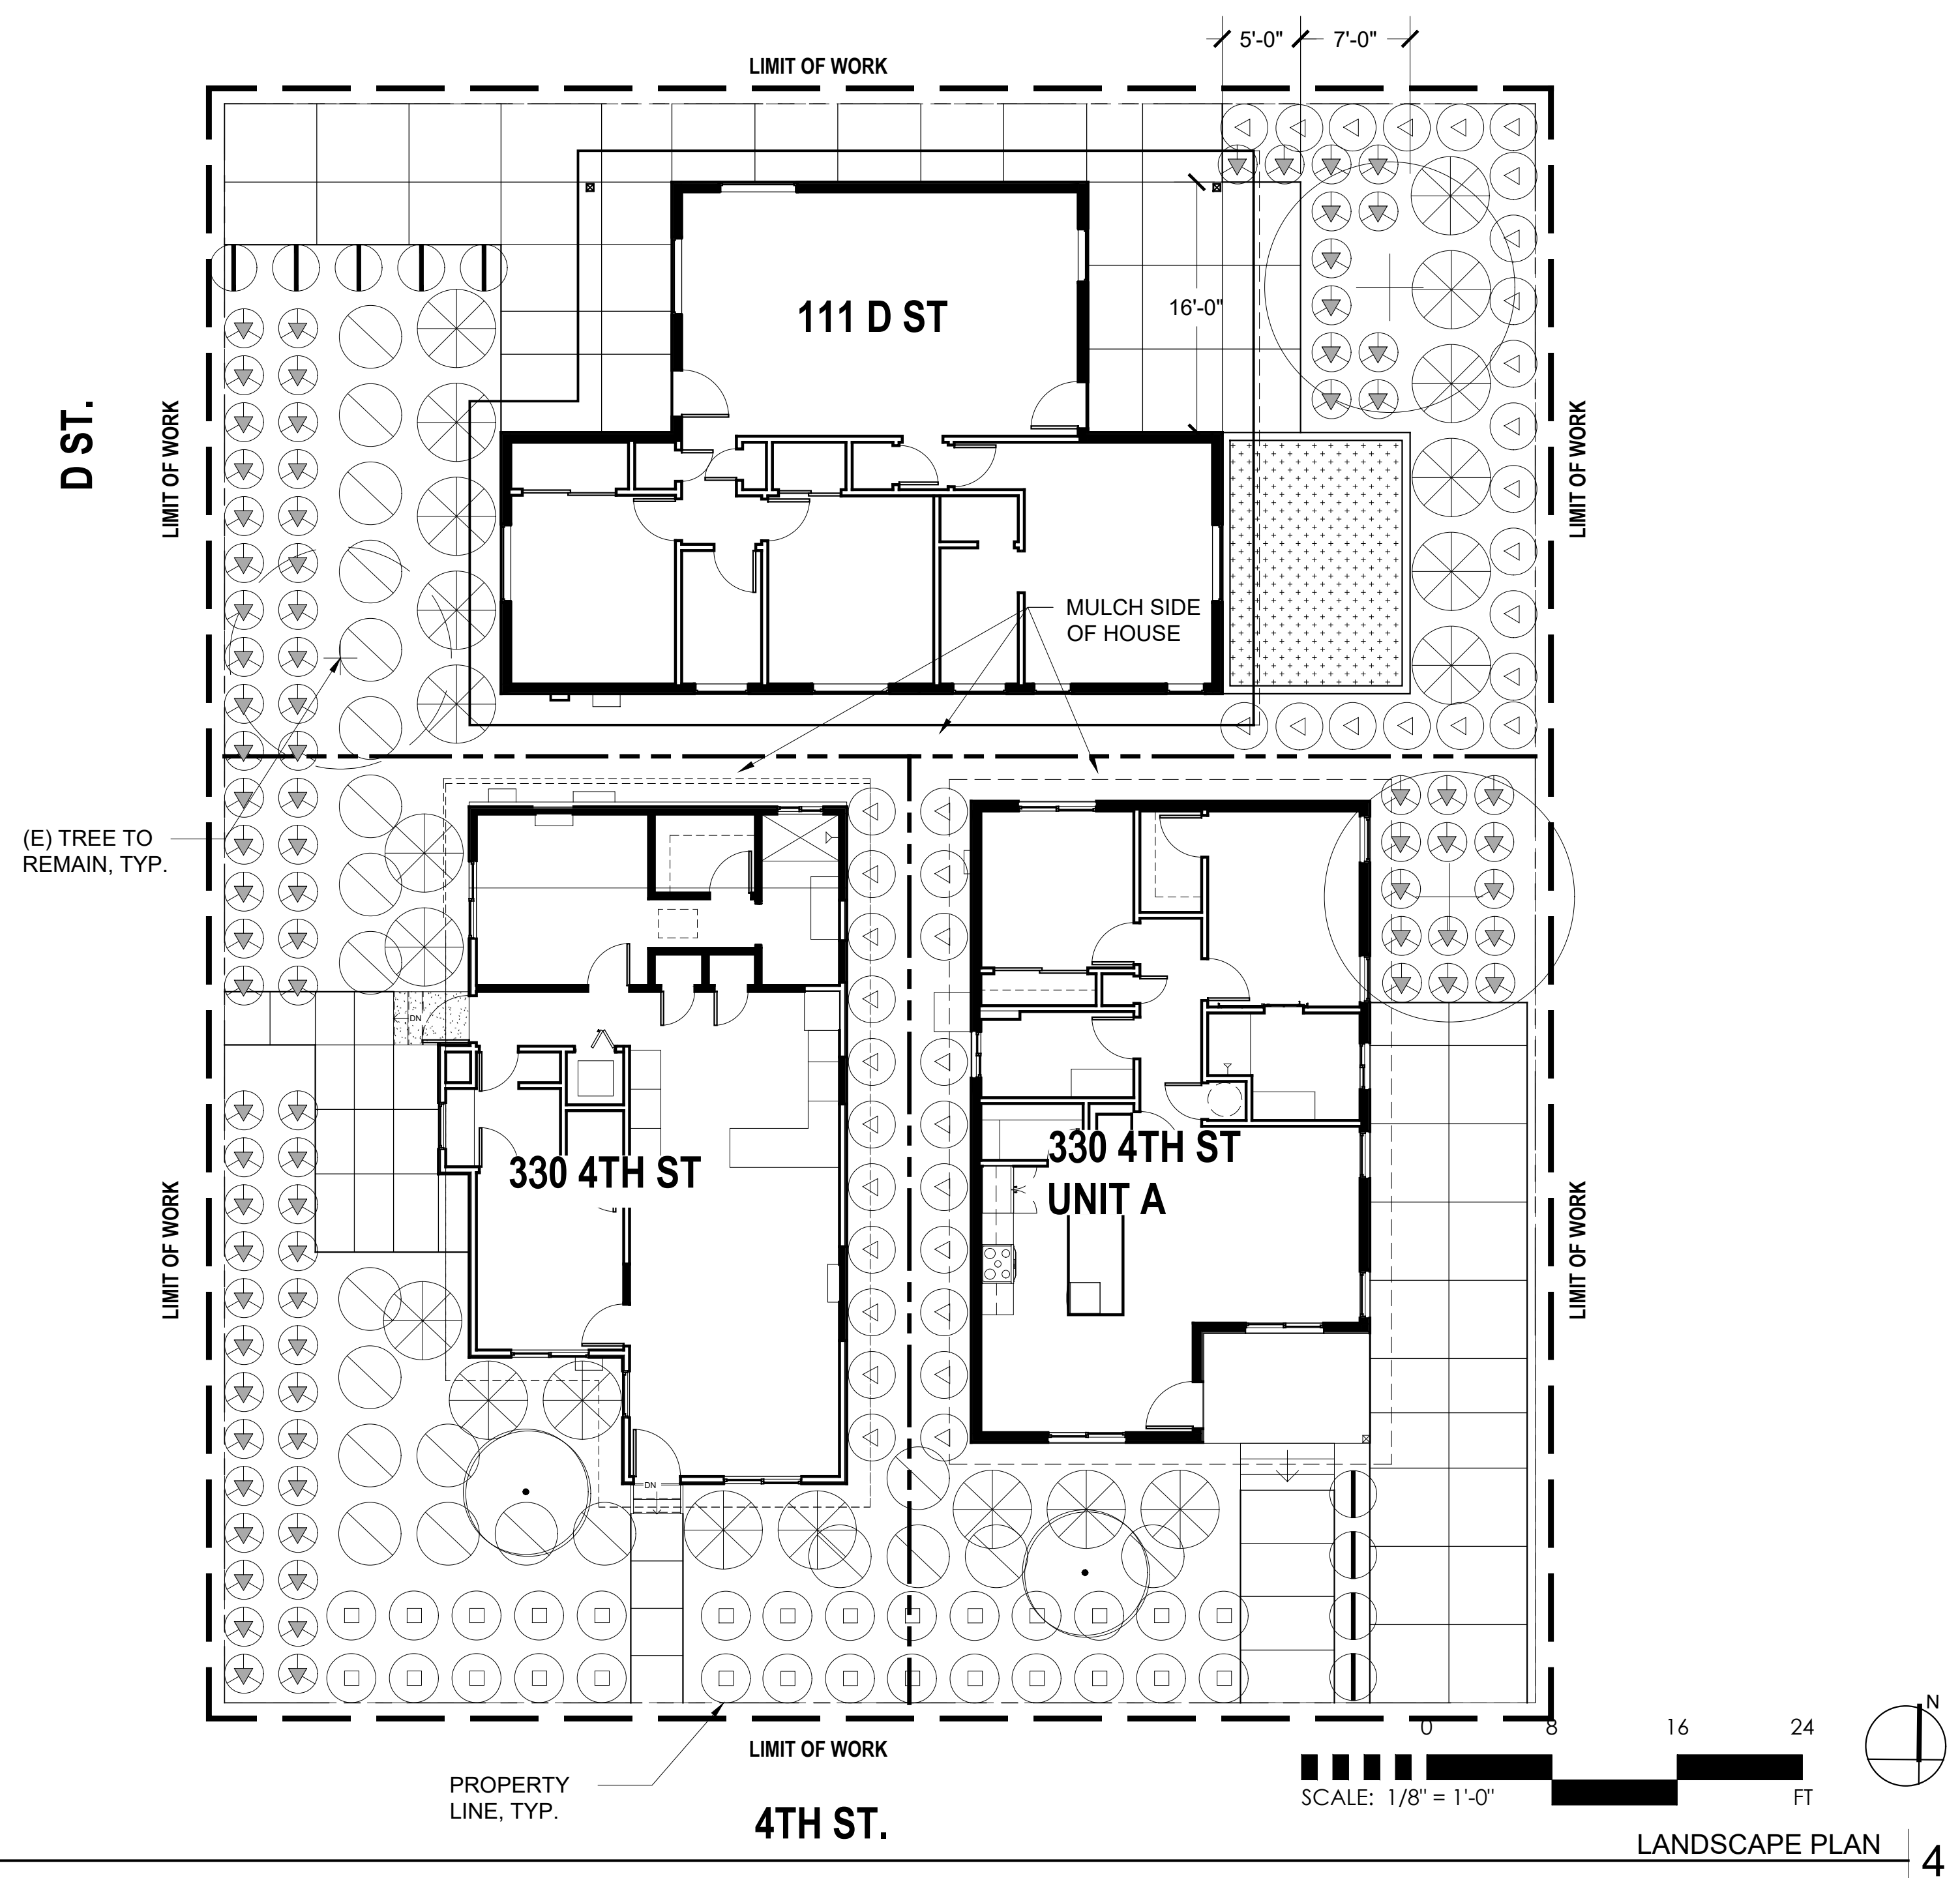 5'-0" 7'-0"
LIMIT OF WORK
111 D ST
16'-0"
D ST.
LIMIT OF WORK
LIMIT OF WORK
MULCH SIDE
OF HOUSE
(E) TREE TO
REMAIN, TYP.
DN
330 4TH ST
330 4TH ST
UNIT A
LIMIT OF WORK
LIMIT OF WORK
DN
LIMIT OF WORK
PROPERTY
LINE, TYP.
4TH ST.
0 8 16 24
SCALE: 1/8" = 1'-0" FT
N
LANDSCAPE PLAN
4